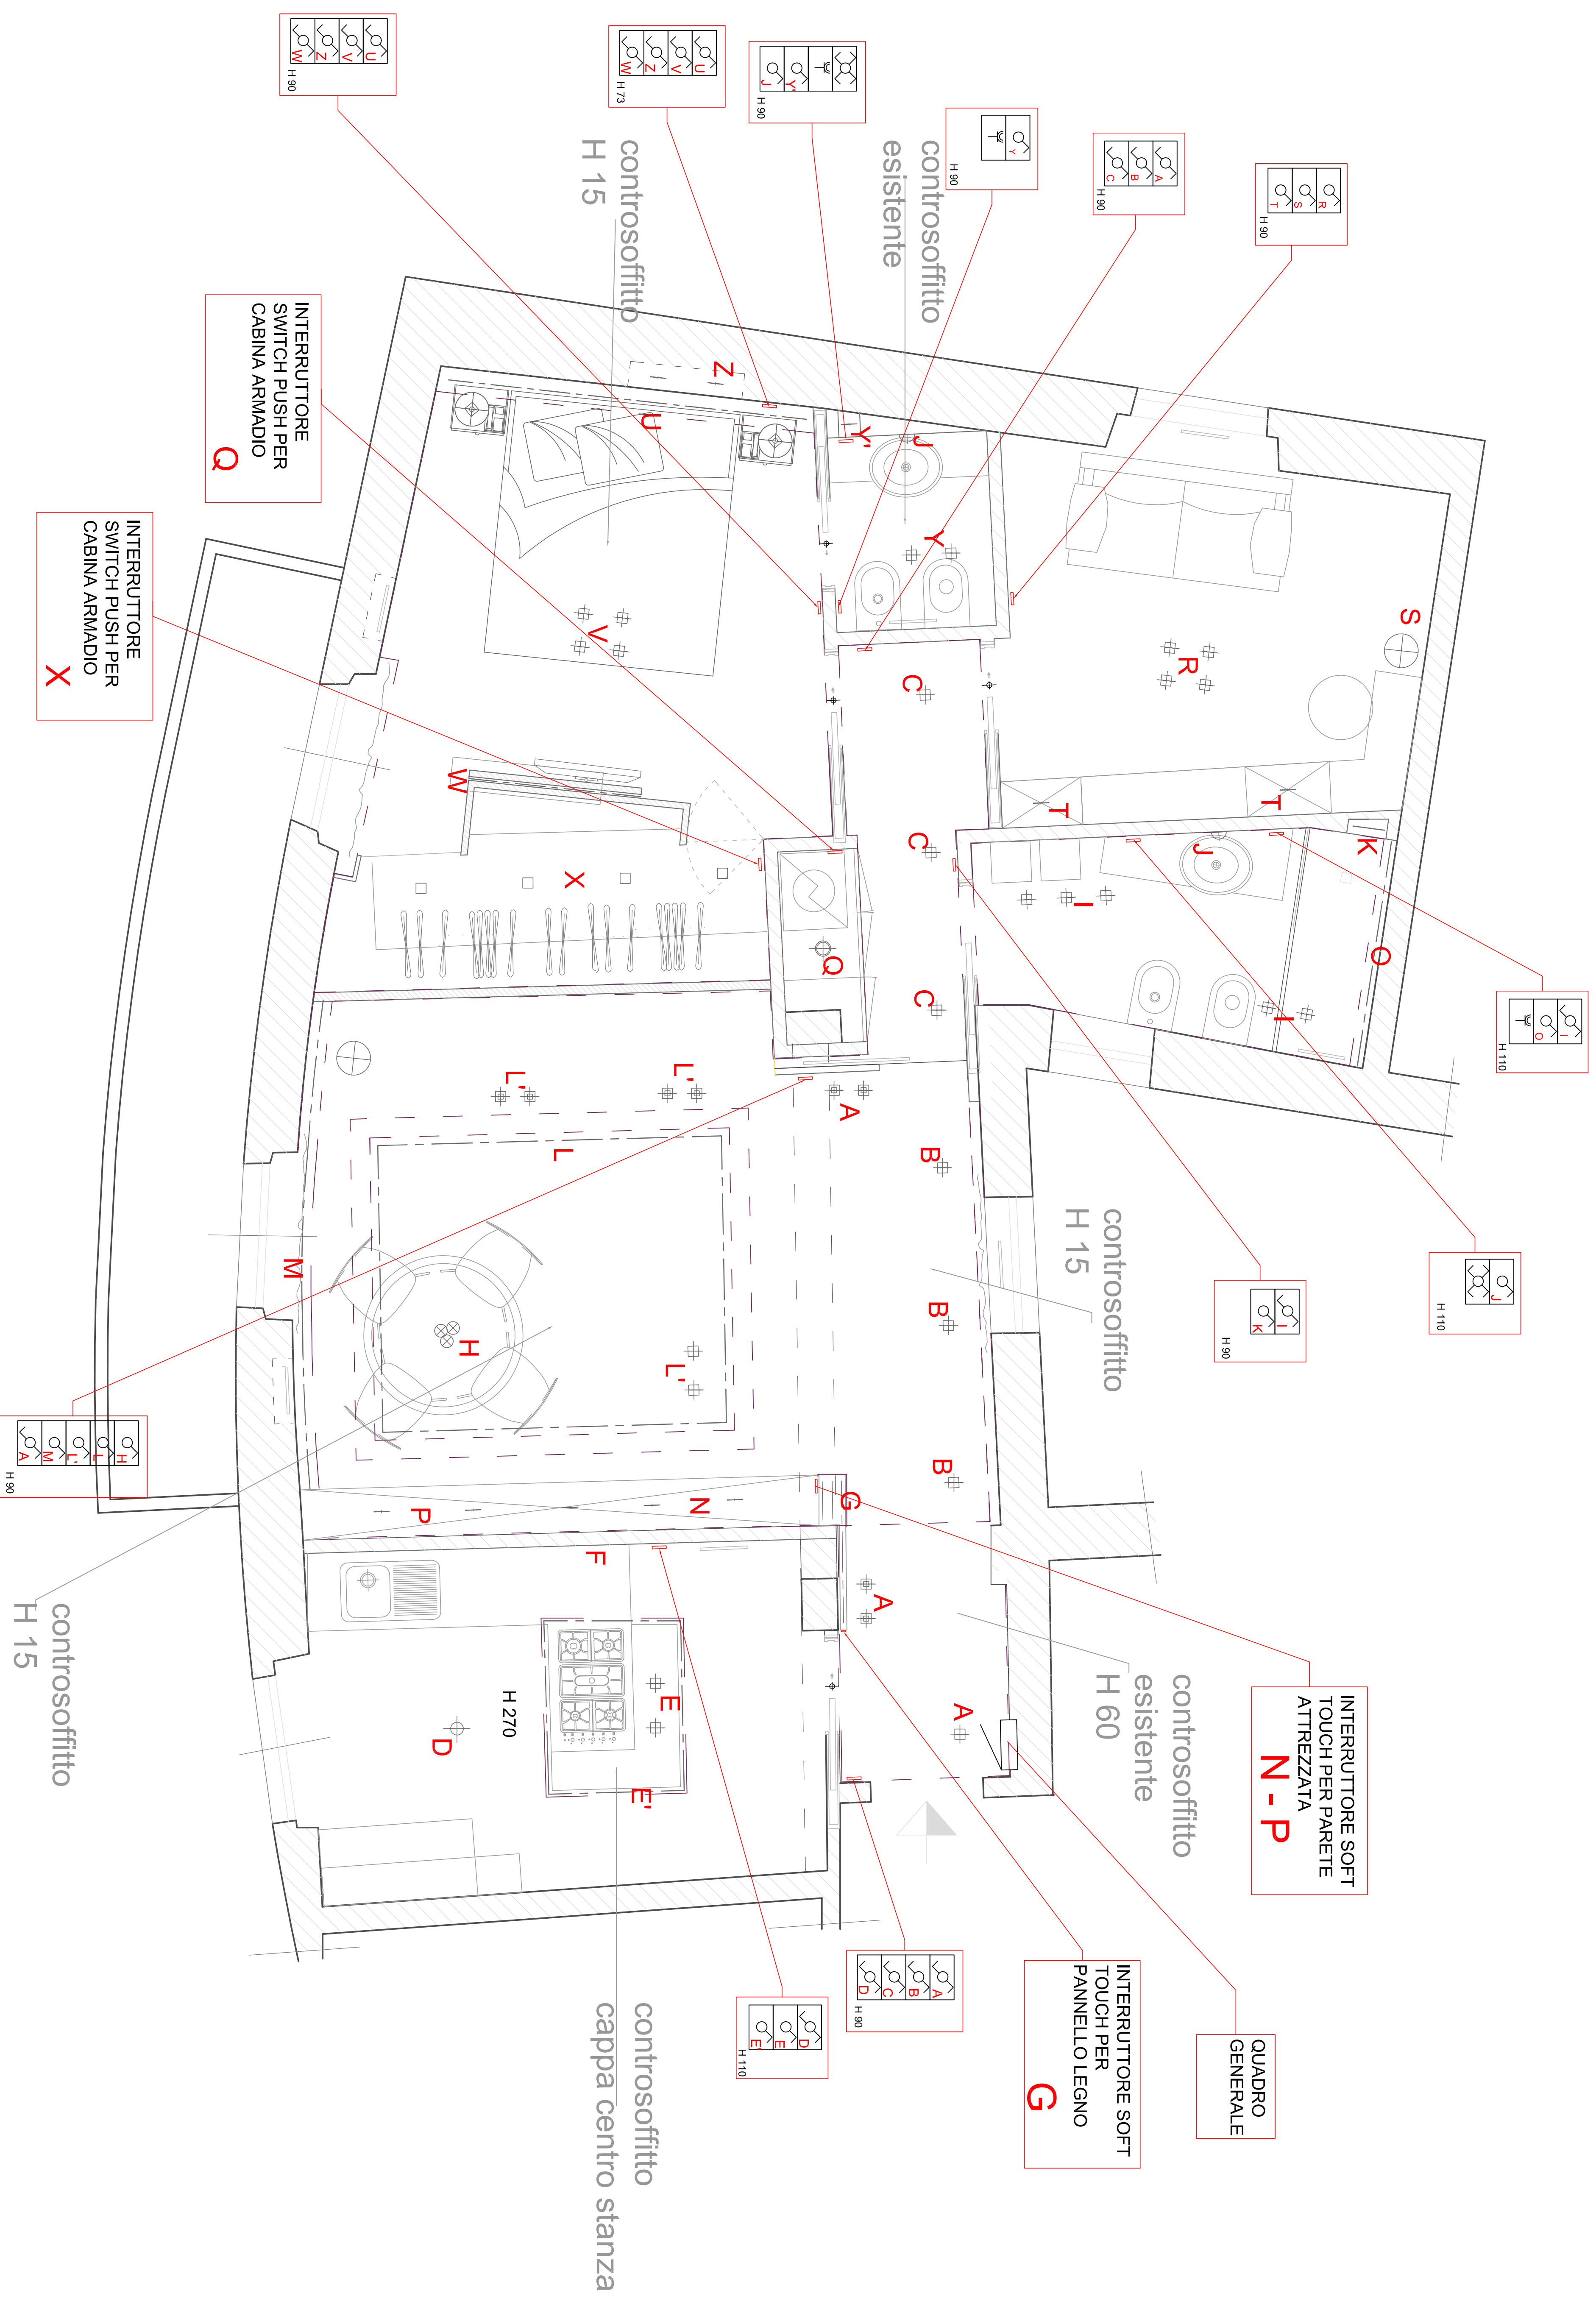 I
O
H 110
J
H 110
S
K
O
INTERRUTTORE SOFT
TOUCH PER PARETE
ATTREZZATA
N - P
R
S
T
H 90
I
K
H 90
QUADRO
GENERALE
R
T
T
J
I
I
controsoffitto
H 15
controsoffitto
esistente
H 60
A
B
C
H 90
INTERRUTTORE SOFT
TOUCH PER
PANNELLO LEGNO
G
Y
H 90
controsoffitto
esistente
J
Y
Y'
C
C
C
B
B
B
A
A
B
C
D
H 90
Y'
J
H 90
Q
A
G
A
D
E
E'
H 110
U
V
Z
W
H 73
Z
U
V
L'
L'
L'
N
E
E'
controsoffitto
cappa centro stanza
controsoffitto
H 15
X
L
F
H 270
W
H
P
D
M
U
V
Z
W
H 90
INTERRUTTORE
SWITCH PUSH PER
CABINA ARMADIO
Q
INTERRUTTORE
SWITCH PUSH PER
CABINA ARMADIO
X
H
L
L'
M
A
H 90
controsoffitto
H 15